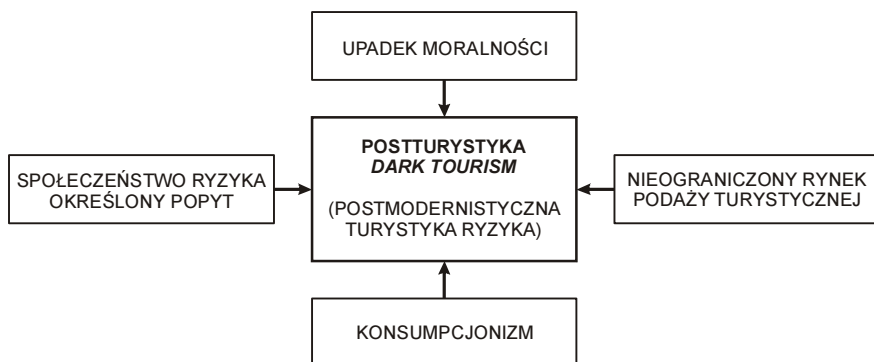 UPADEK MORALNOŚCI
POSTTURYSTYKA
DARK TOURISM
(POSTMODERNISTYCZNA
TURYSTYKA RYZYKA)
SPOŁECZEŃSTWO RYZYKA
OKREŚLONY POPYT
NIEOGRANICZONY RYNEK
PODAŻY TURYSTYCZNEJ
KONSUMPCJONIZM